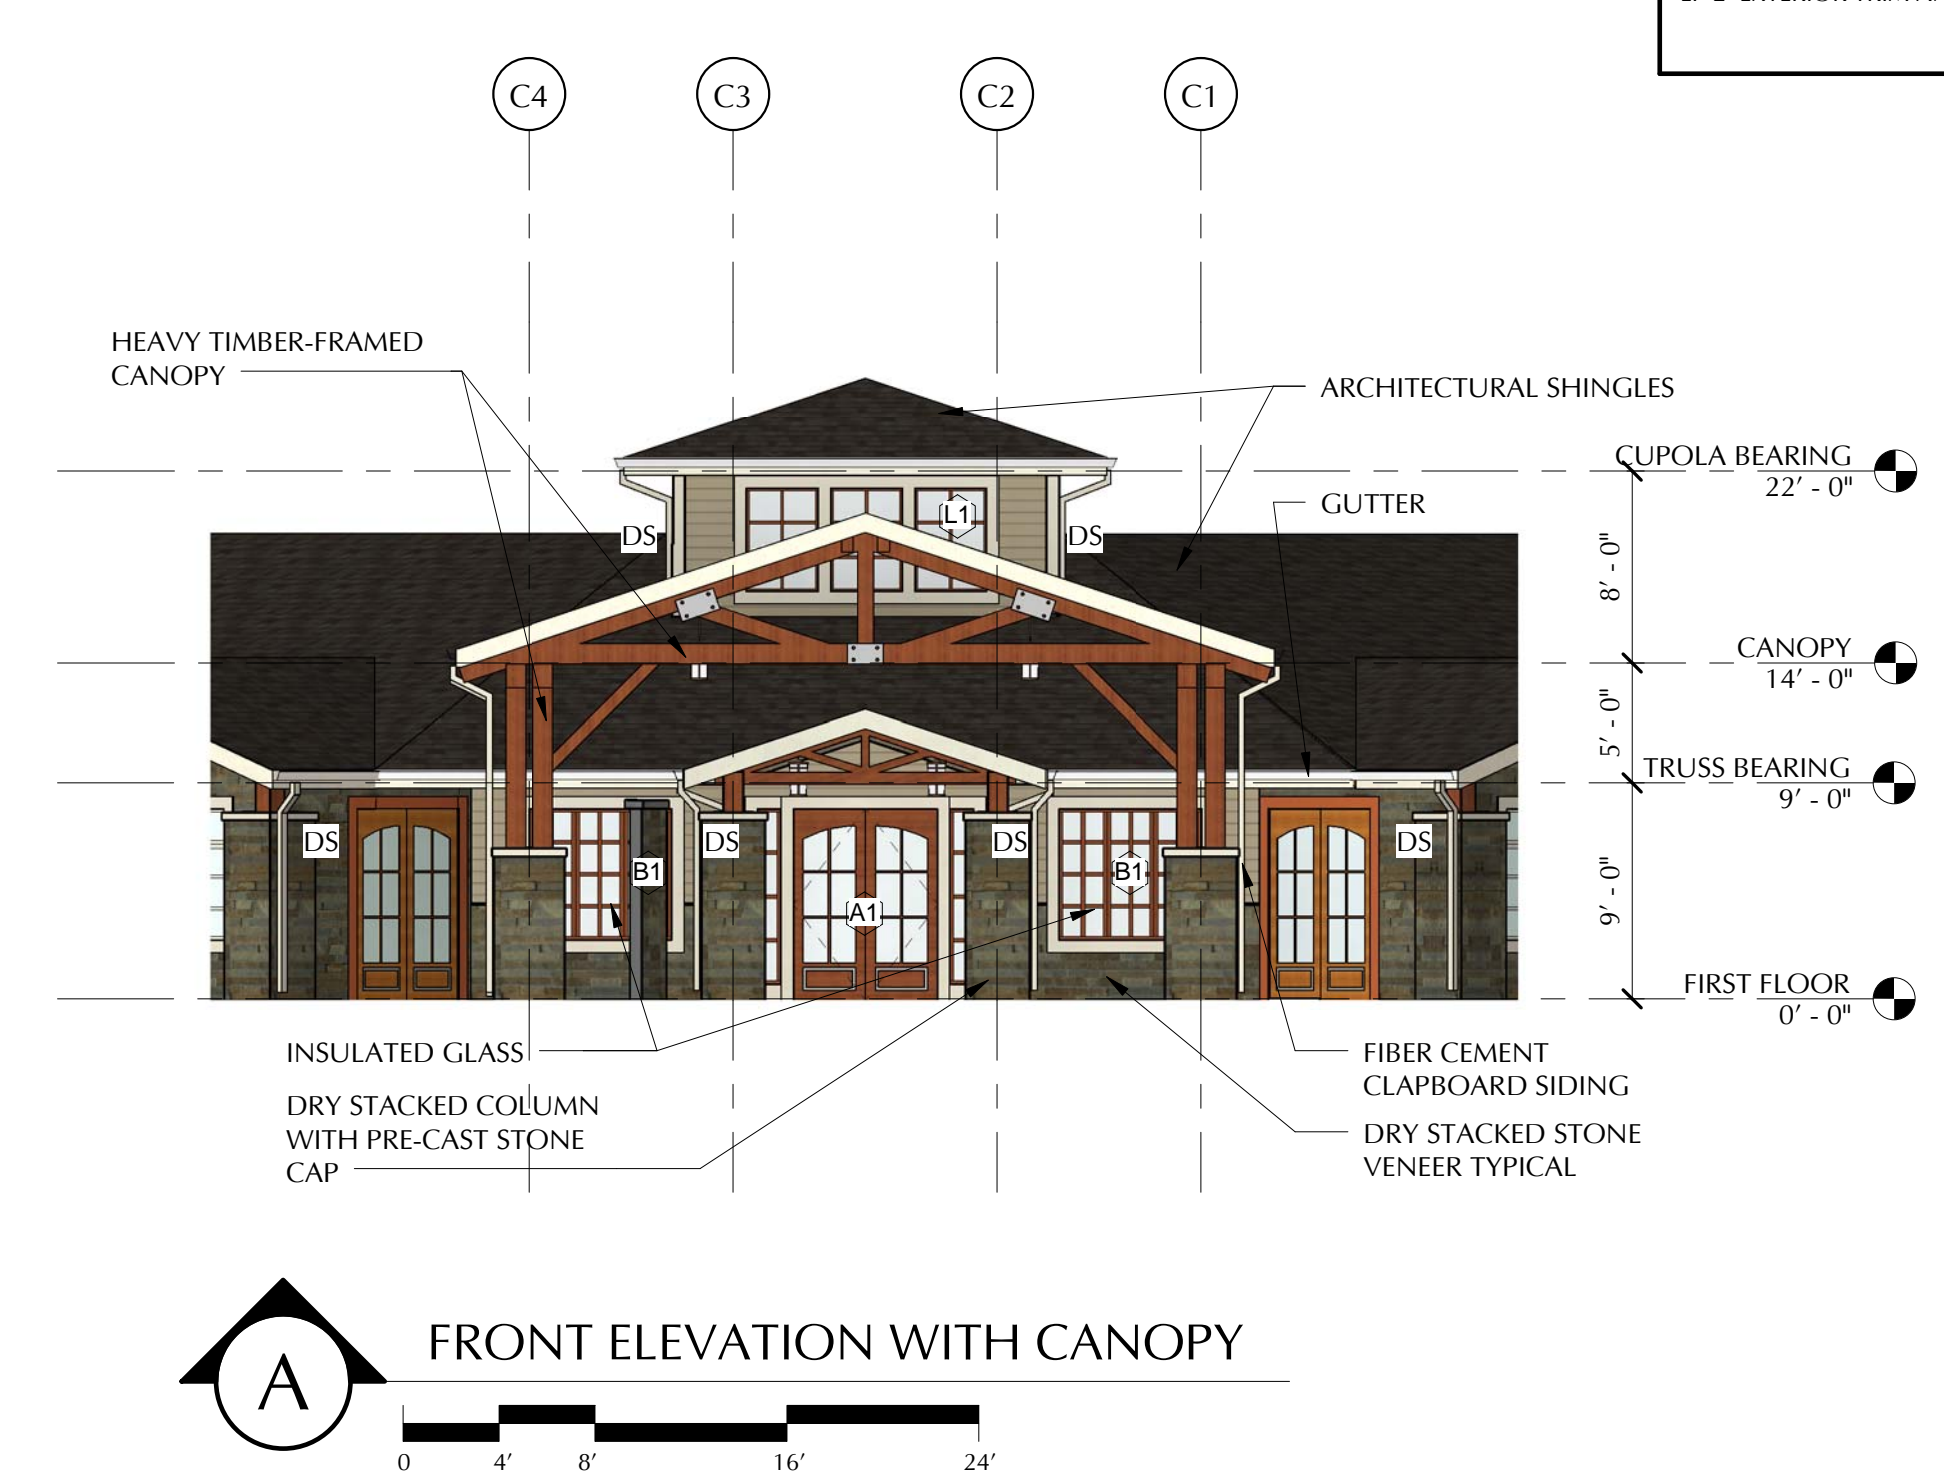 C4
C3
C2
C1
HEAVY TIMBER-FRAMED
CANOPY
ARCHITECTURAL SHINGLES
CUPOLA BEARING
22' - 0"
GUTTER
L1
DS
DS
8' - 0"
CANOPY
14' - 0"
5' - 0"
TRUSS BEARING
9' - 0"
DS
DS
DS
DS
B1
B1
A1
9' - 0"
FIRST FLOOR
0' - 0"
INSULATED GLASS
DRY STACKED COLUMN
WITH PRE-CAST STONE
CAP
FIBER CEMENT
CLAPBOARD SIDING
DRY STACKED STONE
VENEER TYPICAL
A
FRONT ELEVATION WITH CANOPY
0
4'
8'
16'
24'